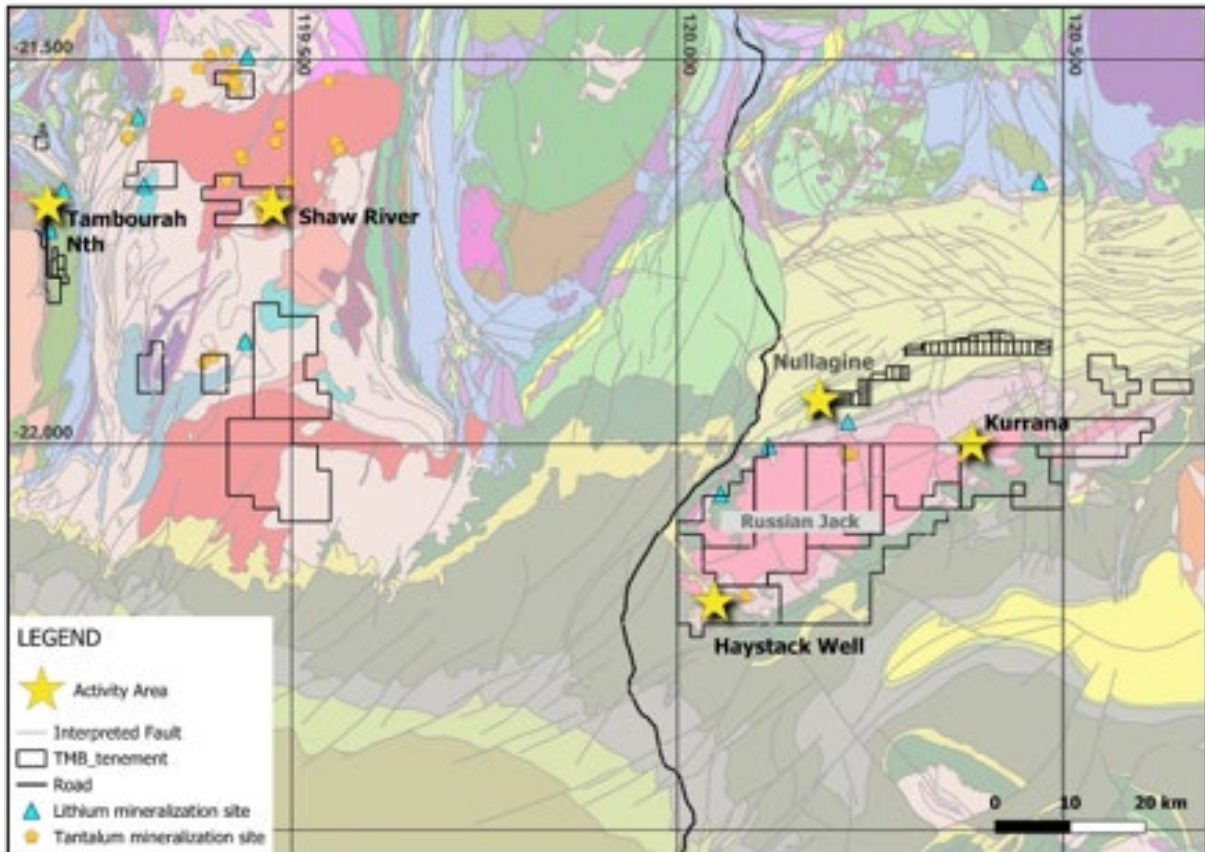 -21.500
119.500
120.000
120.500
Tambourah
Nth
Shaw River
Nullagine
-22.000
Kurrana
Russian Jack
Haystack Well
LEGEND
Activity Area
Interpreted Fault
TMB_tenement
Road
Lithium mineralization site
Tantalum mineralization site
0 10 20 km